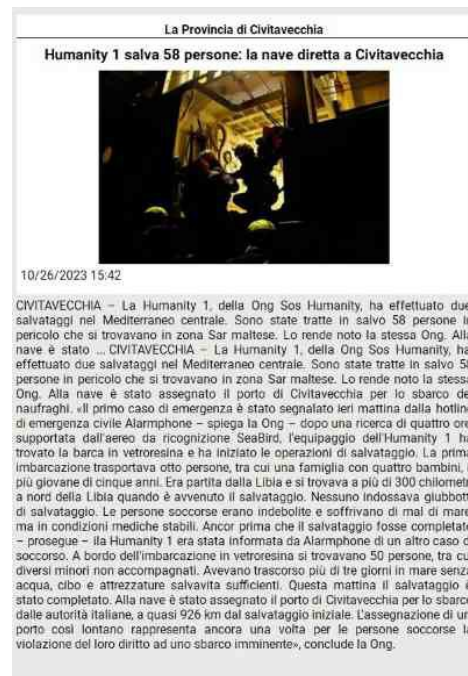 La Provincia di Civitavecchia
Humanity 1 salva 58 persone: la nave diretta a Civitavecchia
10/26/2023 15:42
CIVITAVECCHIA – La Humanity 1, della Ong Sos Humanity, ha effettuato due
salvataggi nel Mediterraneo centrale. Sono state tratte in salvo 58 persone in
pericolo che si trovavano in zona Sar maltese. Lo rende noto la stessa Ong. Alla
nave è stato ... CIVITAVECCHIA – La Humanity 1, della Ong Sos Humanity, ha
effettuato due salvataggi nel Mediterraneo centrale. Sono state tratte in salvo 58
persone in pericolo che si trovavano in zona Sar maltese. Lo rende noto la stessa
Ong. Alla nave è stato assegnato il porto di Civitavecchia per lo sbarco dei
naufraghi. «Il primo caso di emergenza è stato segnalato ieri mattina dalla hotline
di emergenza civile Alarmphone – spiega la Ong – dopo una ricerca di quattro ore,
supportata dall'aereo da ricognizione SeaBird, l'equipaggio dell'Humanity 1 ha
trovato la barca in vetroresina e ha iniziato le operazioni di salvataggio. La prima
imbarcazione trasportava otto persone, tra cui una famiglia con quattro bambini,
più giovane di cinque anni. Era partita dalla Libia e si trovava a più di 300 chilometri
a nord della Libia quando è avvenuto il salvataggio. Nessuno indossava giubbotti
di salvataggio. Le persone soccorse erano indebolite e soffrivano di mal di mare,
ma in condizioni mediche stabili. Ancor prima che il salvataggio fosse completato
– prosegue – lla Humanity 1 era stata informata da Alarmphone di un altro caso di
soccorso. A bordo dell'imbarcazione in vetroresina si trovavano 50 persone, tra cui
diversi minori non accompagnati. Avevano trascorso più di tre giorni in mare senza
acqua, cibo e attrezzature salvavita sufficienti. Questa mattina il salvataggio è
stato completato. Alla nave è stato assegnato il porto di Civitavecchia per lo sbarco
dalle autorità italiane, a quasi 926 km dal salvataggio iniziale. L'assegnazione di un
porto così lontano rappresenta ancora una volta per le persone soccorse la
violazione del loro diritto ad uno sbarco imminente», conclude la Ong.